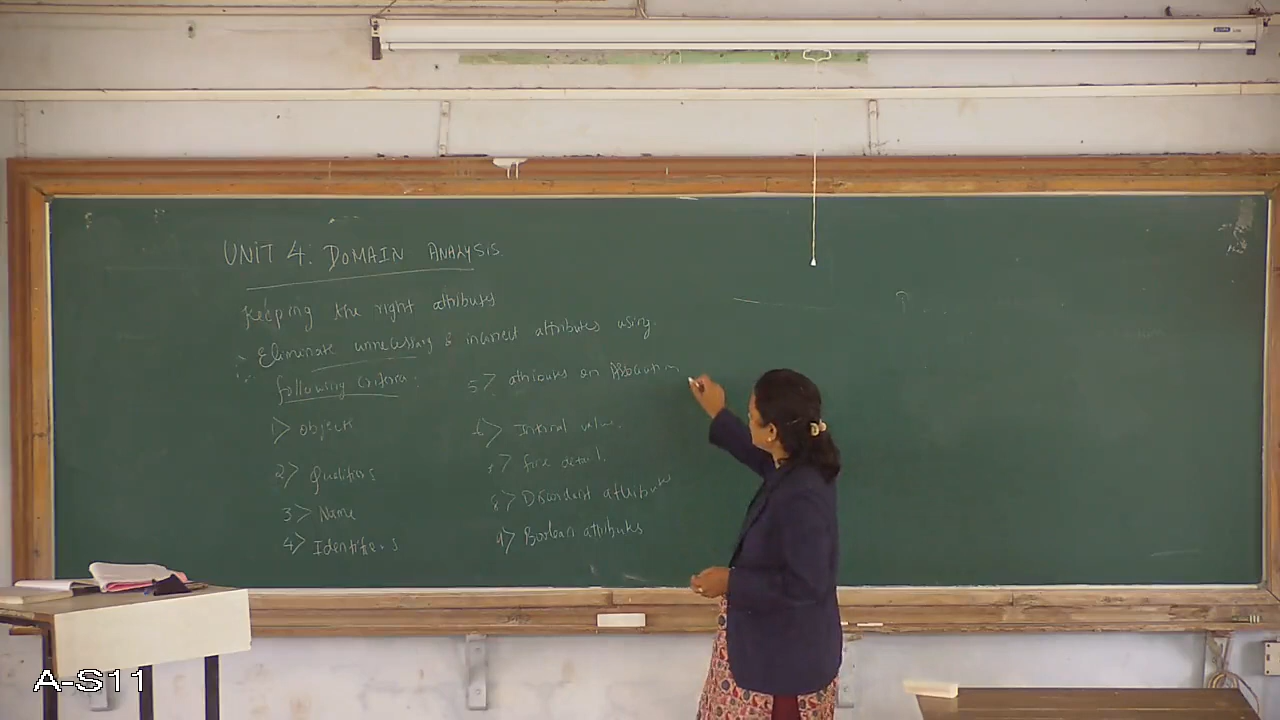 UNIT 4: DOMAIN ANALYSIS
Keeping the right attributes
Eliminate unnecessary & incorrect attributes using
following criteria:
1> Objects
2> Qualifiers
3> Name
4> Identifiers
5> attributes on Association
6> Internal value.
7> fine detail.
8> Discordant attributes
9> Boolean attributes
A-S11